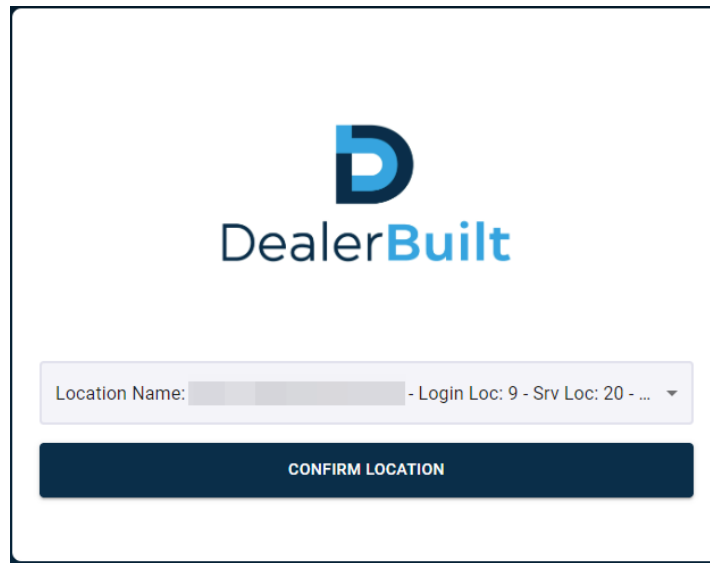 DealerBuilt
Location Name: - Login Loc: 9 - Srv Loc: 20 - ...
CONFIRM LOCATION